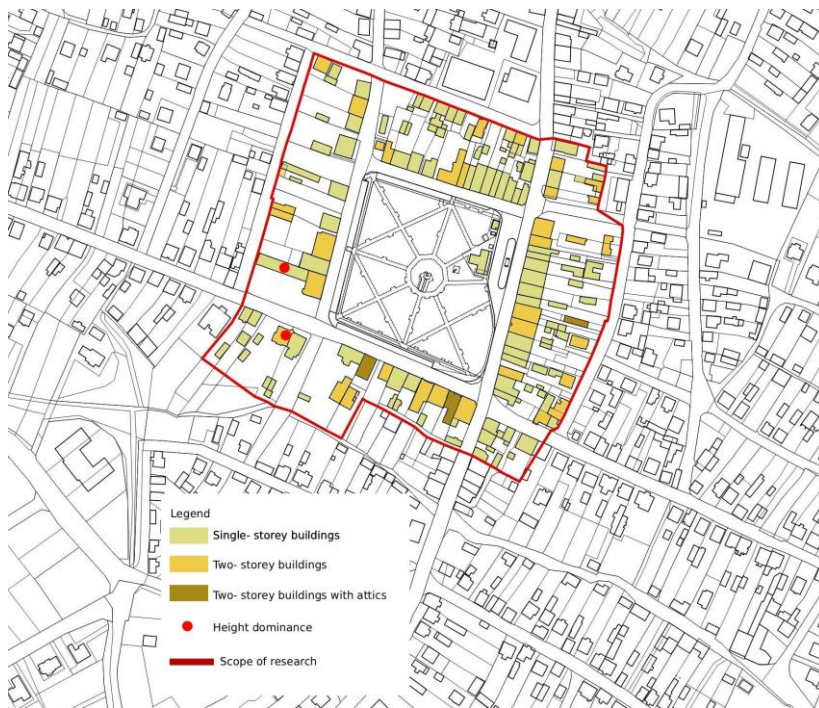 Legend
Single- storey buildings
Two- storey buildings
Two- storey buildings with attics
Height dominance
Scope of research